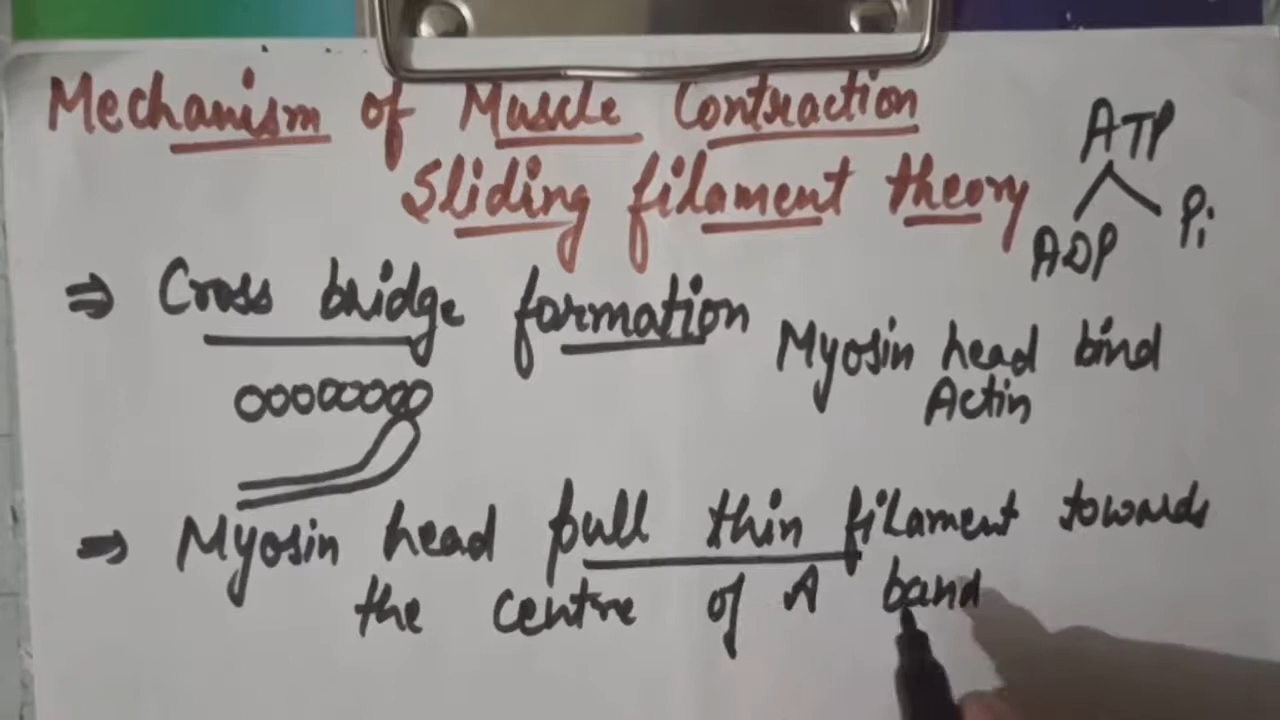 Mechanism of Muscle Contraction
Sliding filament theory
ATP
ADP Pi
⇒ Cross bridge formation
Myosin head bind
Actin
⇒ Myosin head pull thin filament towards
the centre of A band